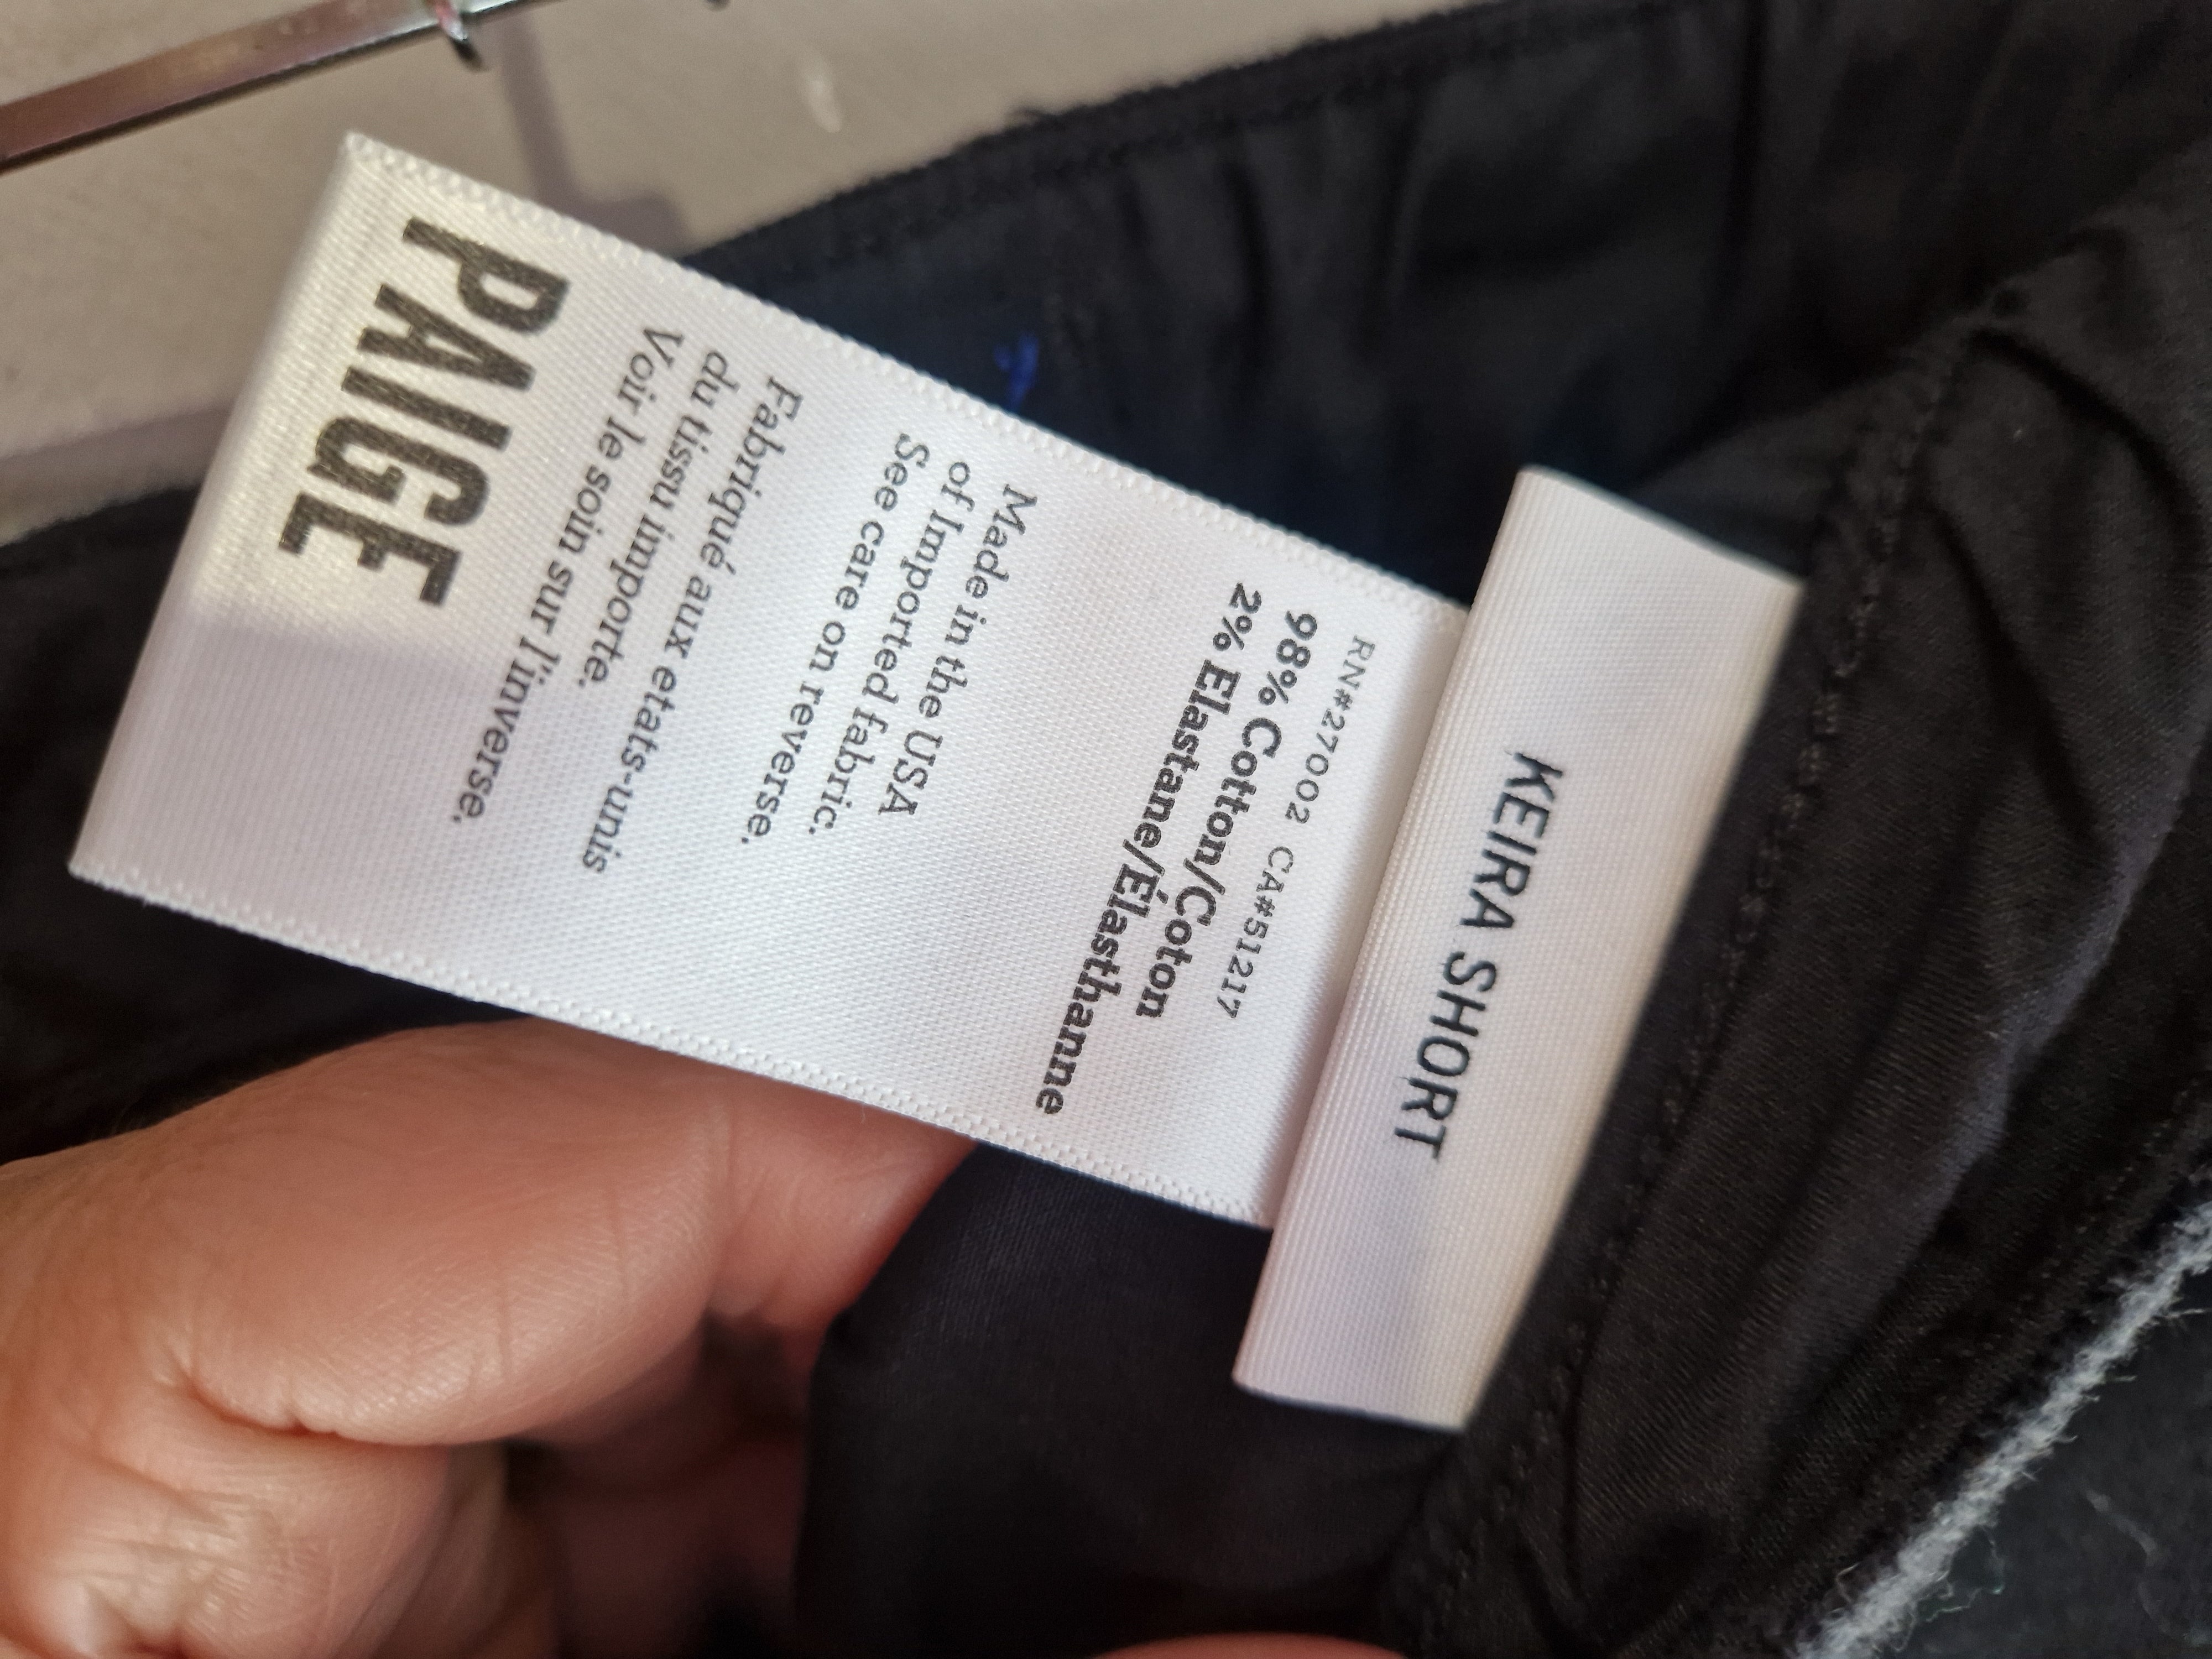 KEIRA SHORT
RN#27002 CA#51217
98% Cotton/Coton
2% Elastane/Élasthanne
Made in the USA
of Imported fabric.
See care on reverse.
Fabriqué aux etats-unis
du tissu importe.
Voir le soin sur l'inverse.
PAIGE